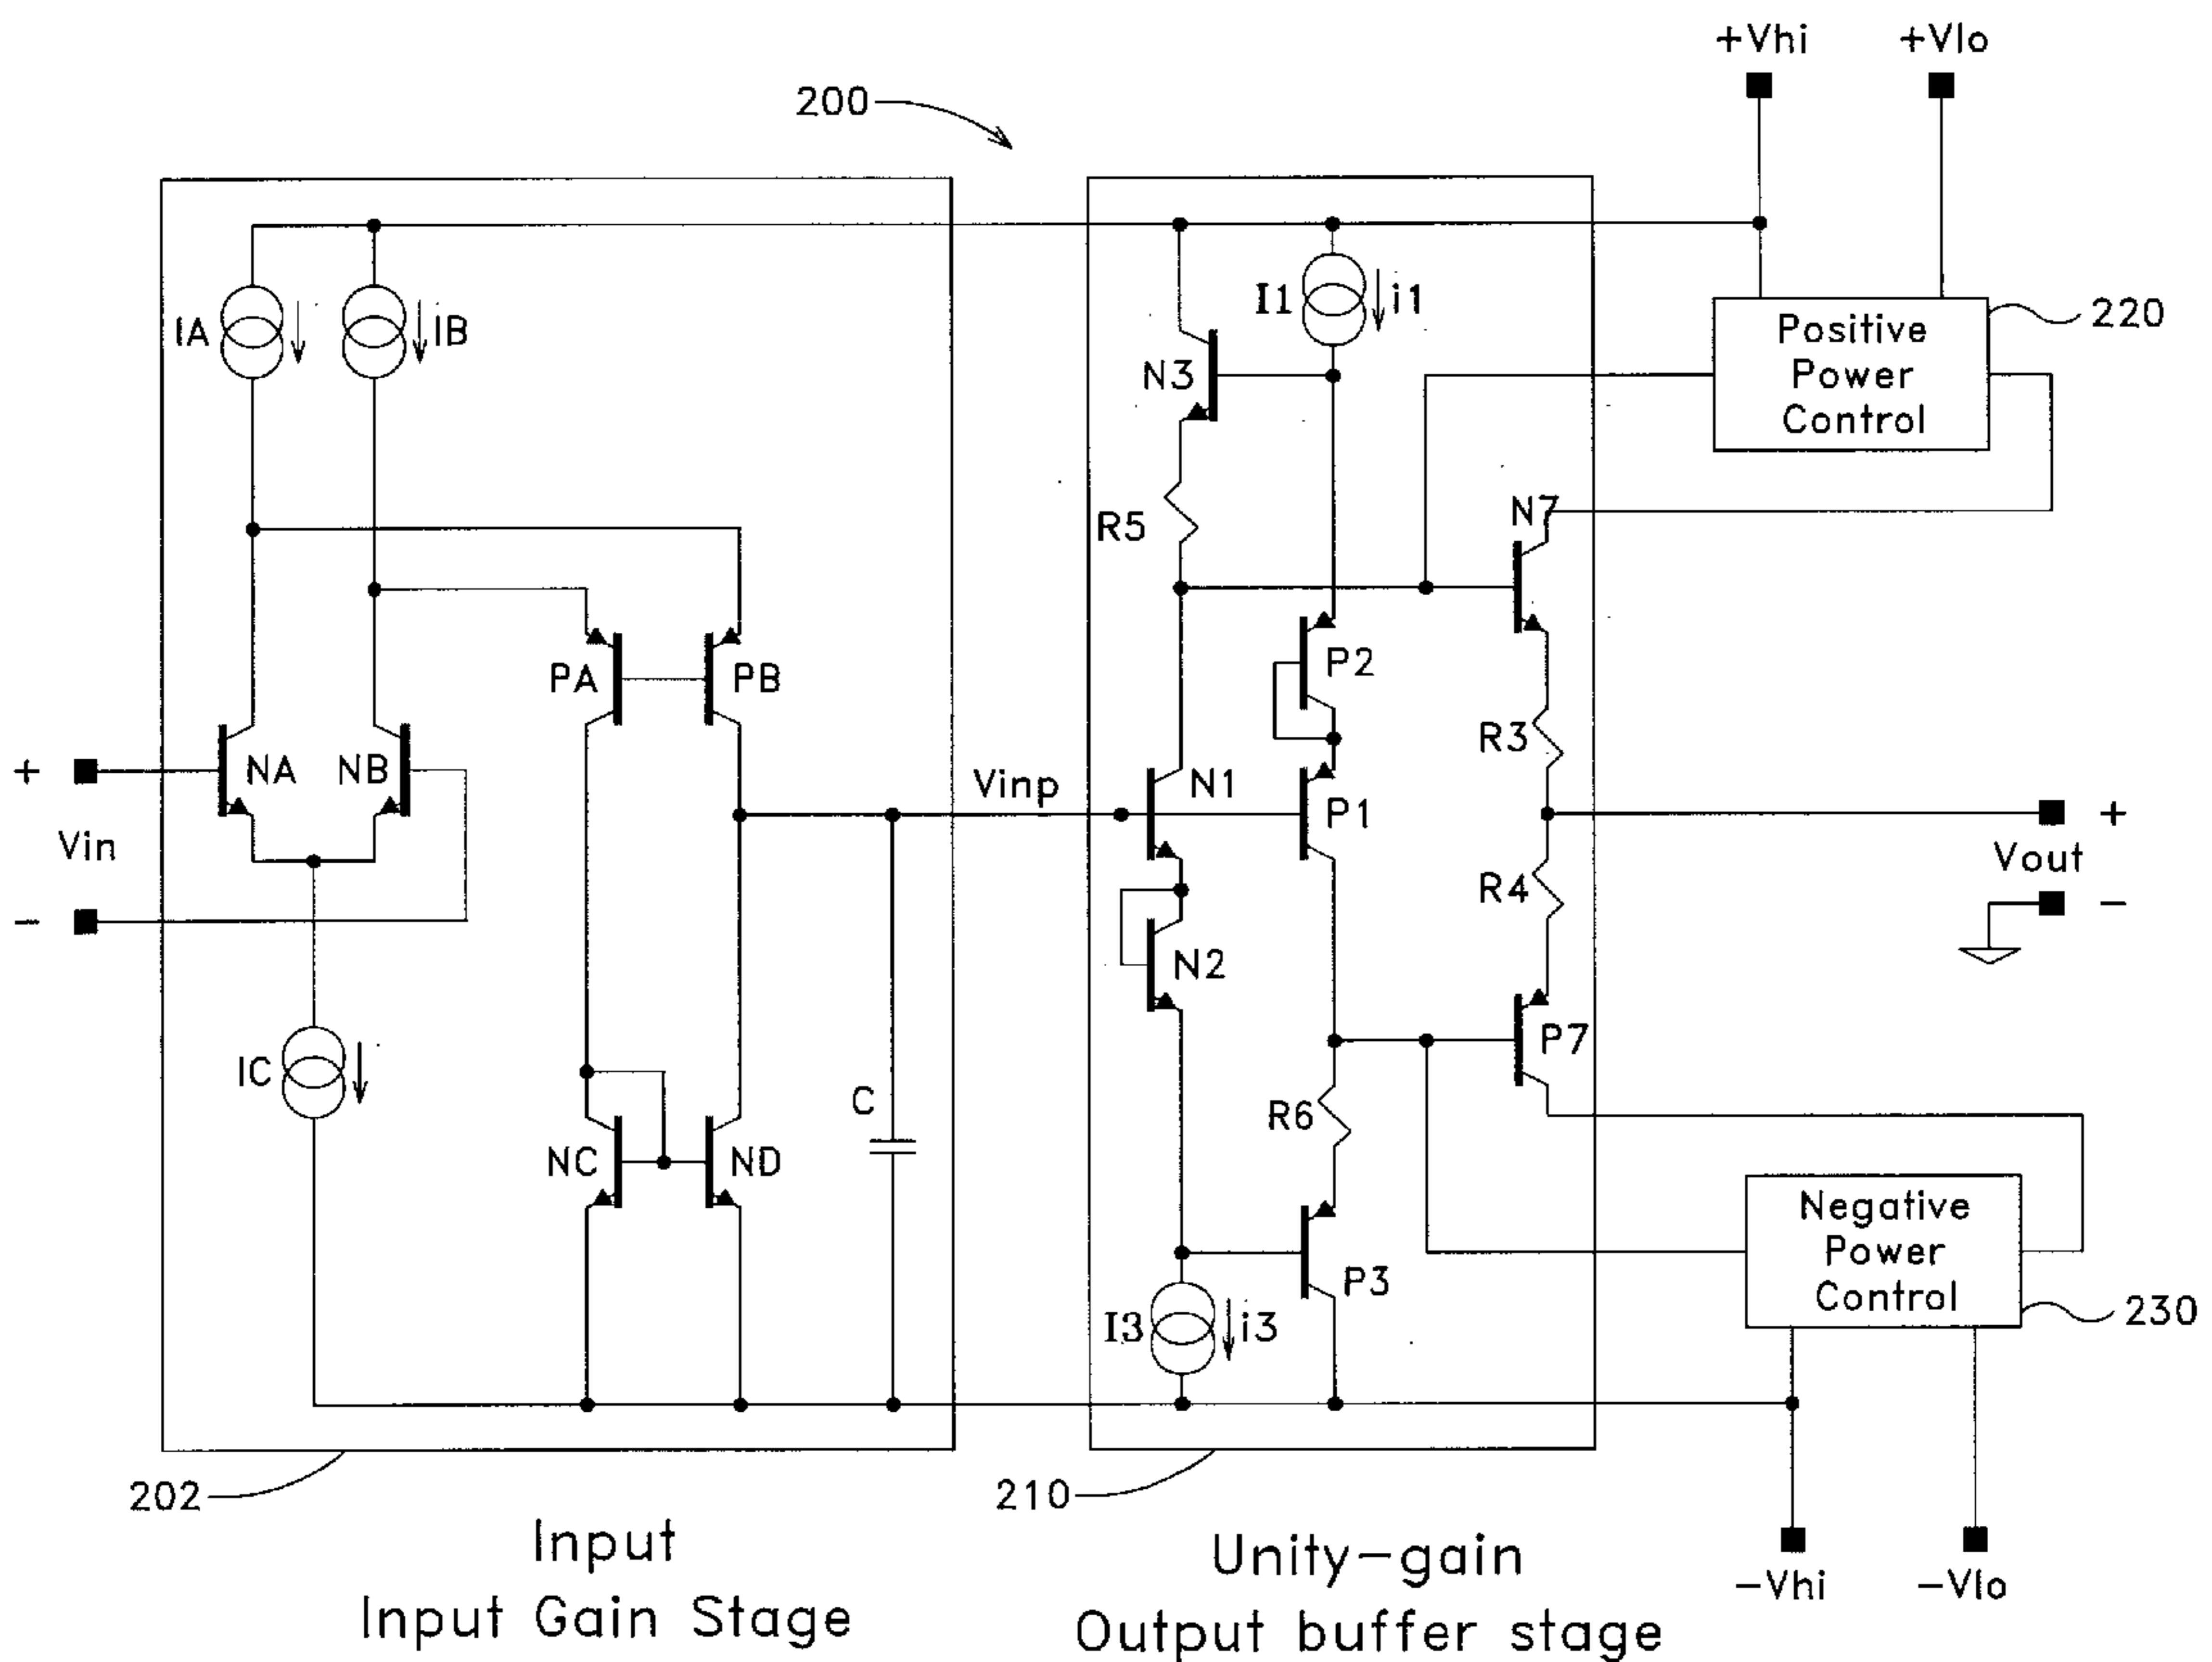 +Vhi
+Vlo
200
IA
IB
I1
i1
Positive
Power
Control
220
N3
R5
N7
PA
PB
P2
R3
+
NA
NB
Vinp
N1
P1
+
Vin
Vout
-
R4
-
N2
P7
IC
C
R6
NC
ND
Negative
Power
Control
P3
I3
i3
230
202
210
Input
Input Gain Stage
Unity-gain
Output buffer stage
-Vhi
-Vlo